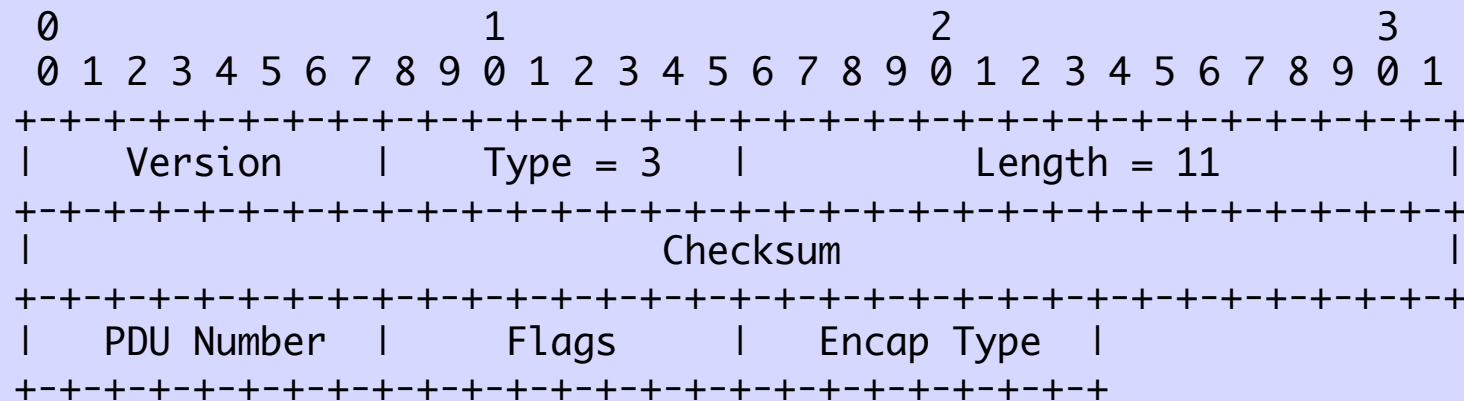 0                   1                   2                   3
 0 1 2 3 4 5 6 7 8 9 0 1 2 3 4 5 6 7 8 9 0 1 2 3 4 5 6 7 8 9 0 1
+-+-+-+-+-+-+-+-+-+-+-+-+-+-+-+-+-+-+-+-+-+-+-+-+-+-+-+-+-+-+-+-+
|    Version    |    Type = 3   |          Length = 11          |
+-+-+-+-+-+-+-+-+-+-+-+-+-+-+-+-+-+-+-+-+-+-+-+-+-+-+-+-+-+-+-+-+
|                            Checksum                           |
+-+-+-+-+-+-+-+-+-+-+-+-+-+-+-+-+-+-+-+-+-+-+-+-+-+-+-+-+-+-+-+-+
|   PDU Number  |     Flags     |   Encap Type  |
+-+-+-+-+-+-+-+-+-+-+-+-+-+-+-+-+-+-+-+-+-+-+-+-+